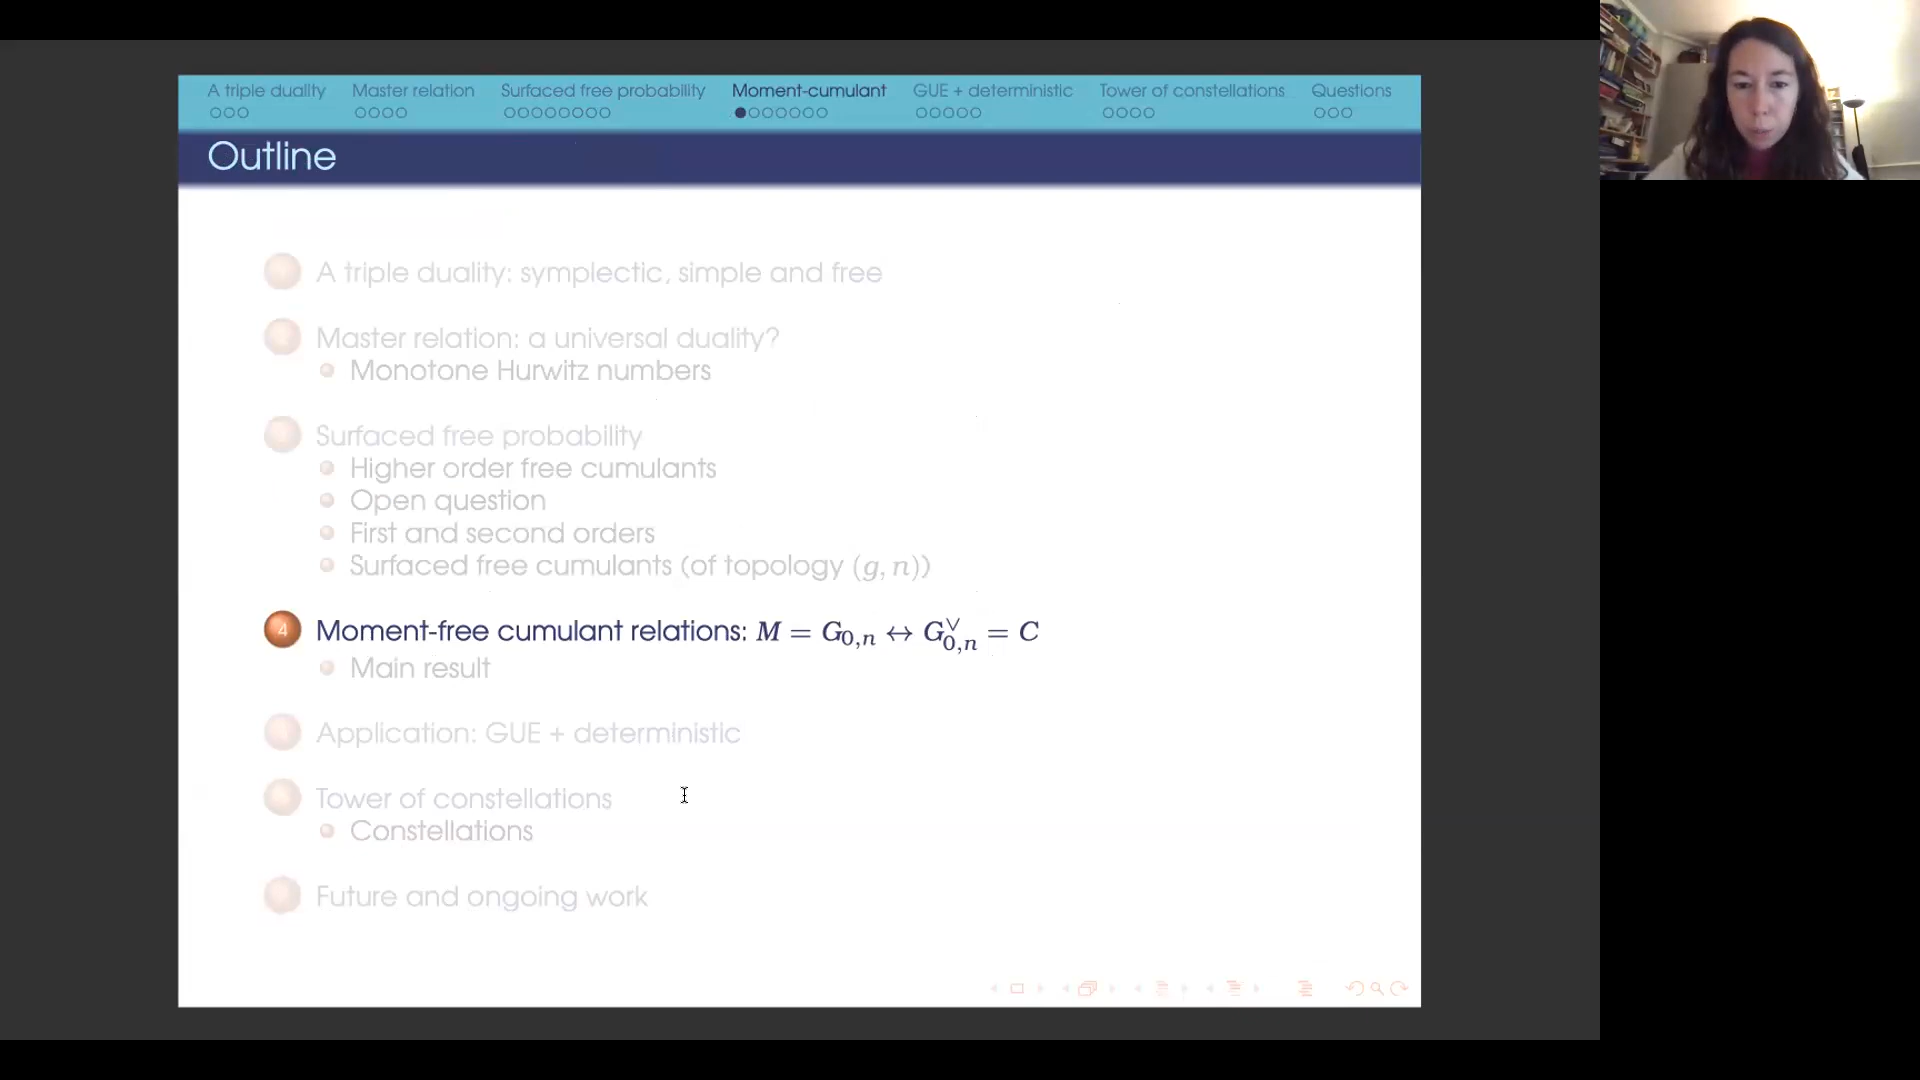 A triple duality Master relation Surfaced free probability Moment-cumulant GUE + deterministic Tower of constellations Questions
Outline
A triple duality: symplectic, simple and free
Master relation: a universal duality?
Monotone Hurwitz numbers
Surfaced free probability
Higher order free cumulants
Open question
First and second orders
Surfaced free cumulants (of topology (g, n))
4 Moment-free cumulant relations: M = G₀,ₙ ↔ G₀,ₙ^∨ = C
Main result
Application: GUE + deterministic
Tower of constellations
Constellations
Future and ongoing work